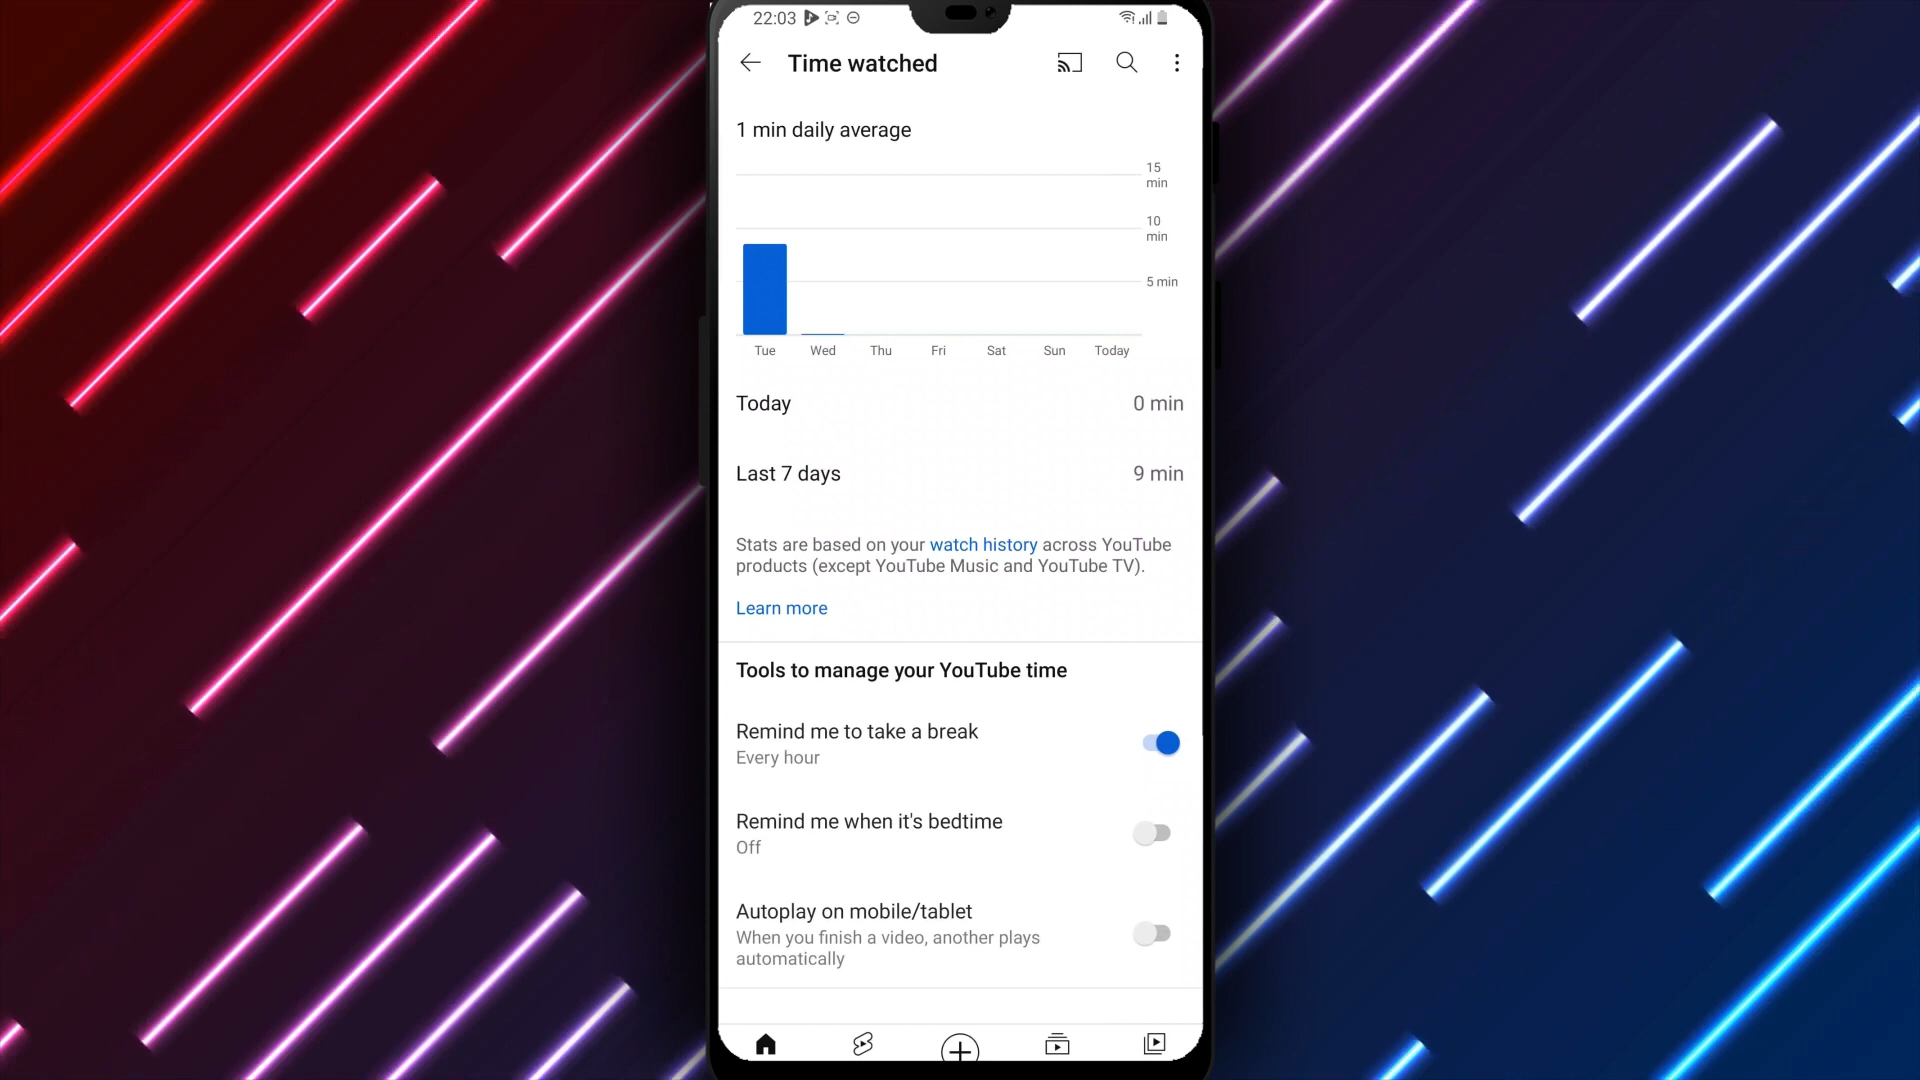 22:03
Time watched
1 min daily average
15
min
10
min
5 min
Tue Wed Thu Fri Sat Sun Today
Today 0 min
Last 7 days 9 min
Stats are based on your watch history across YouTube
products (except YouTube Music and YouTube TV).
Learn more
Tools to manage your YouTube time
Remind me to take a break
Every hour
Remind me when it's bedtime
Off
Autoplay on mobile/tablet
When you finish a video, another plays
automatically